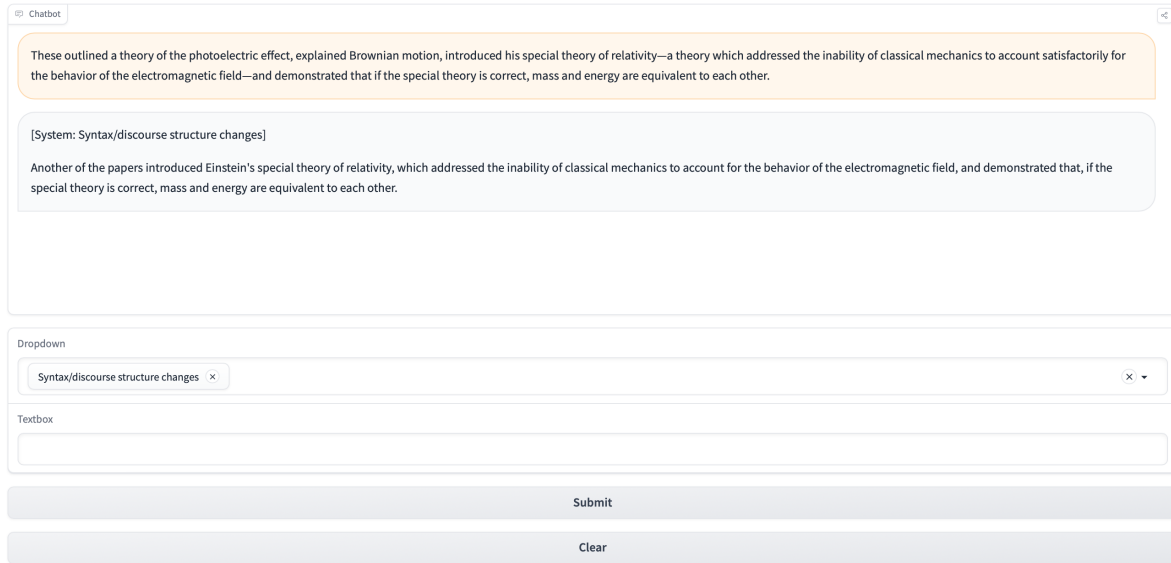 Chatbot
These outlined a theory of the photoelectric effect, explained Brownian motion, introduced his special theory of relativity—a theory which addressed the inability of classical mechanics to account satisfactorily for
the behavior of the electromagnetic field—and demonstrated that if the special theory is correct, mass and energy are equivalent to each other.
[System: Syntax/discourse structure changes]
Another of the papers introduced Einstein's special theory of relativity, which addressed the inability of classical mechanics to account for the behavior of the electromagnetic field, and demonstrated that, if the
special theory is correct, mass and energy are equivalent to each other.
Dropdown
Syntax/discourse structure changes
Textbox
Submit
Clear